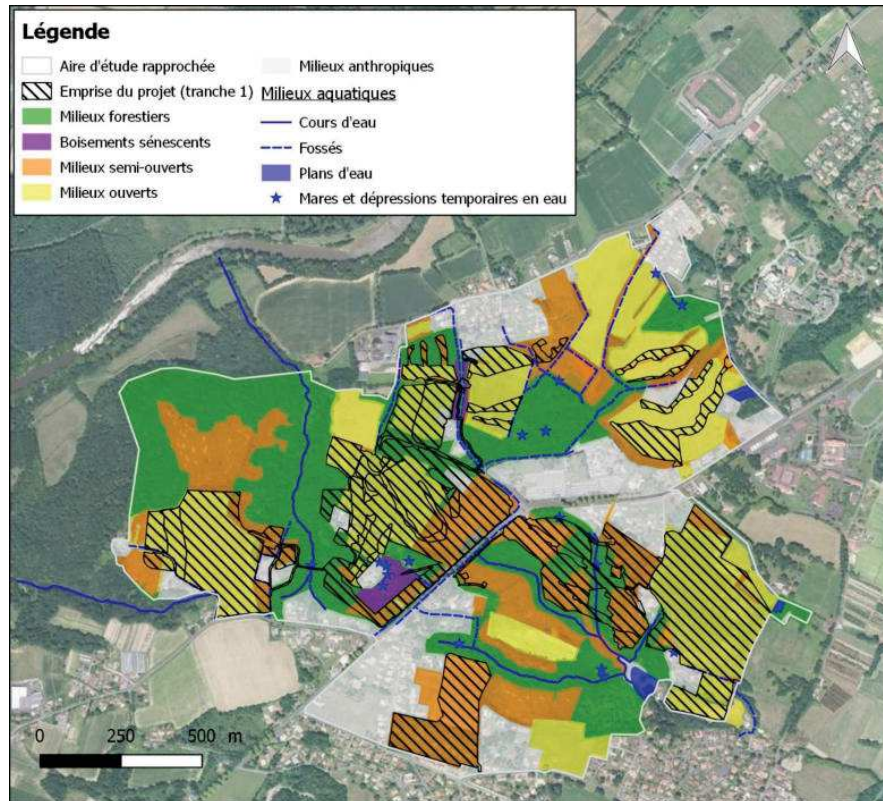 Légende
Aire d'étude rapprochée
Emprise du projet (tranche 1)
Milieux forestiers
Boisements sénescents
Milieux semi-ouverts
Milieux ouverts
Milieux anthropiques
Milieux aquatiques
Cours d'eau
Fossés
Plans d'eau
Mares et dépressions temporaires en eau
0 250 500 m